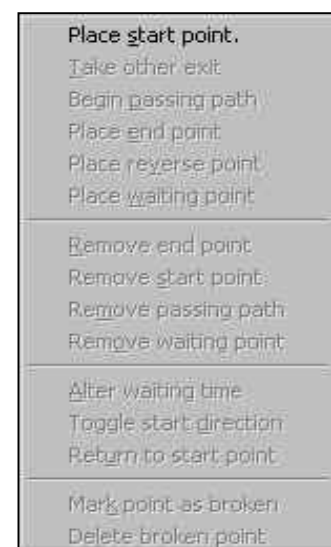 Place start point.
Take other exit
Begin passing path
Place end point
Place reverse point
Place waiting point
Remove end point
Remove start point
Remove passing path
Remove waiting point
Alter waiting time
Toggle start direction
Return to start point
Mark point as broken
Delete broken point